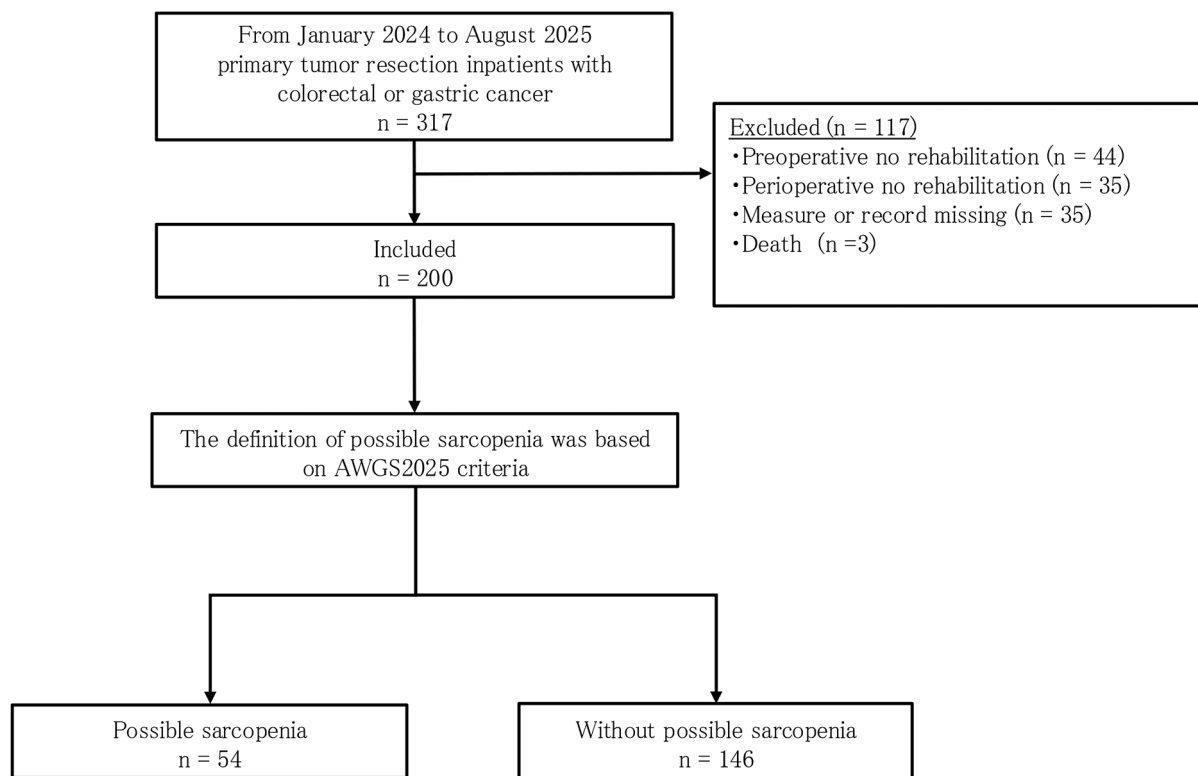 From January 2024 to August 2025
primary tumor resection inpatients with
colorectal or gastric cancer
n = 317
Excluded (n = 117)
・Preoperative no rehabilitation (n = 44)
・Perioperative no rehabilitation (n = 35)
・Measure or record missing (n = 35)
・Death (n =3)
Included
n = 200
The definition of possible sarcopenia was based
on AWGS2025 criteria
Possible sarcopenia
n = 54
Without possible sarcopenia
n = 146